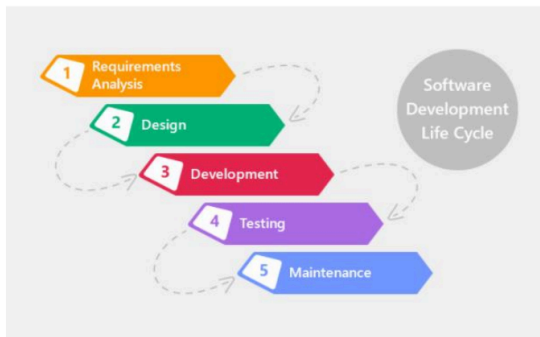 1
Requirements
Analysis
2
Design
3
Development
4
Testing
5
Maintenance
Software
Development
Life Cycle